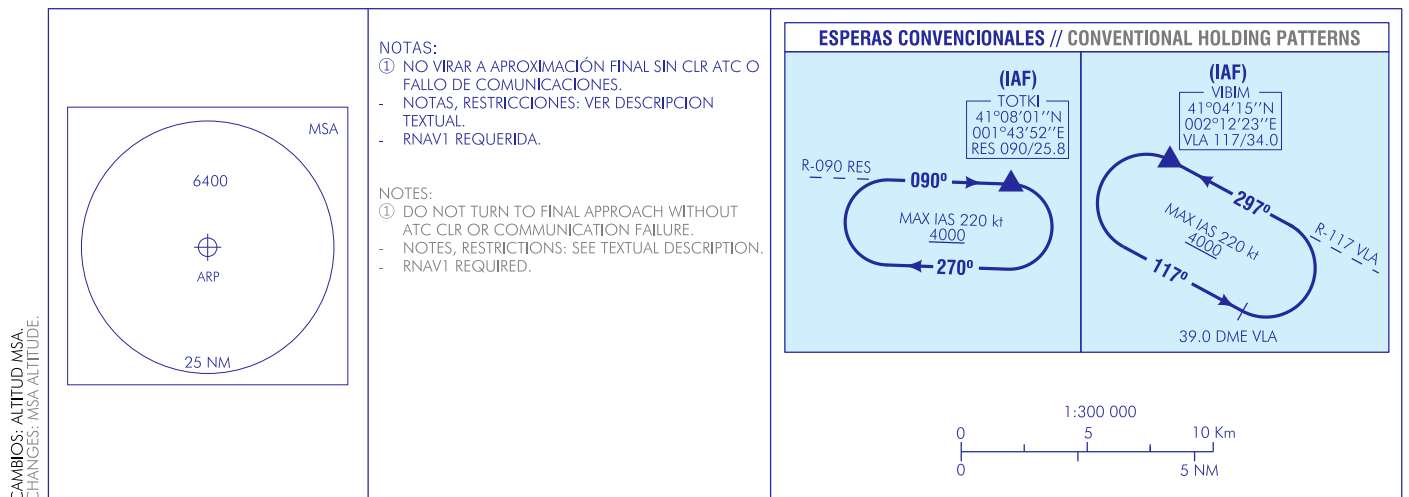 CAMBIOS: ALTITUD MSA.
CHANGES: MSA ALTITUDE.
MSA
6400
ARP
25 NM
NOTAS:
① NO VIRAR A APROXIMACIÓN FINAL SIN CLR ATC O
FALLO DE COMUNICACIONES.
- NOTAS, RESTRICCIONES: VER DESCRIPCION
TEXTUAL.
- RNAV1 REQUERIDA.
NOTES:
① DO NOT TURN TO FINAL APPROACH WITHOUT
ATC CLR OR COMMUNICATION FAILURE.
- NOTES, RESTRICTIONS: SEE TEXTUAL DESCRIPTION.
- RNAV1 REQUIRED.
ESPERAS CONVENCIONALES // CONVENTIONAL HOLDING PATTERNS
(IAF)
TOTKI
41°08'01''N
001°43'52''E
RES 090/25.8
R-090 RES
090º
MAX IAS 220 kt
4000
270º
(IAF)
VIBIM
41°04'15''N
002°12'23''E
VLA 117/34.0
297º
MAX IAS 220 kt
4000
R-117 VLA
117º
39.0 DME VLA
1:300 000
0 5 10 Km
0 5 NM